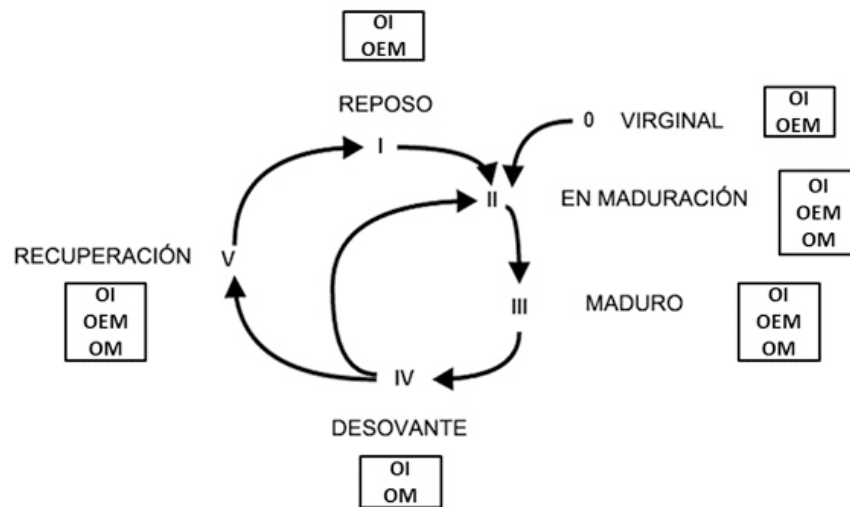 OI
OEM
REPOSO
I
0 VIRGINAL
OI
OEM
II
EN MADURACIÓN
OI
OEM
OM
RECUPERACIÓN
V
OI
OEM
OM
III
MADURO
OI
OEM
OM
IV
DESOVANTE
OI
OM